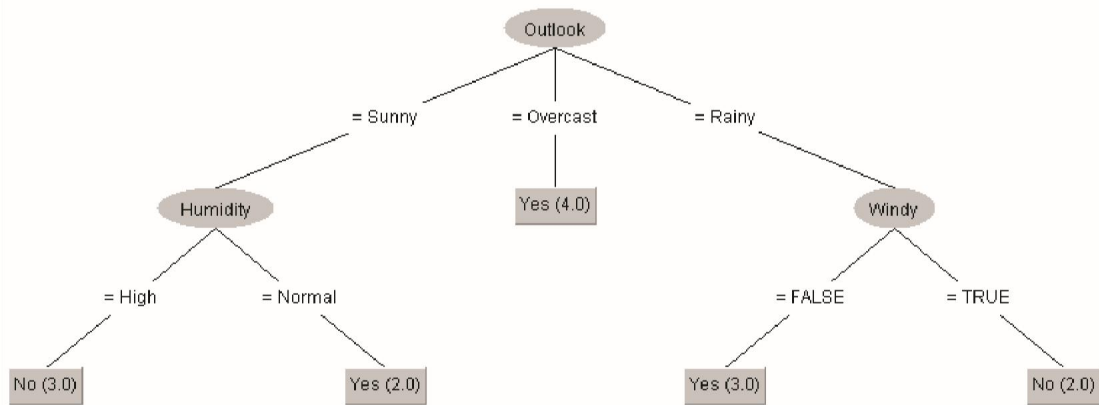 Outlook
= Sunny
= Overcast
= Rainy
Humidity
Yes (4.0)
Windy
= High
= Normal
= FALSE
= TRUE
No (3.0)
Yes (2.0)
Yes (3.0)
No (2.0)